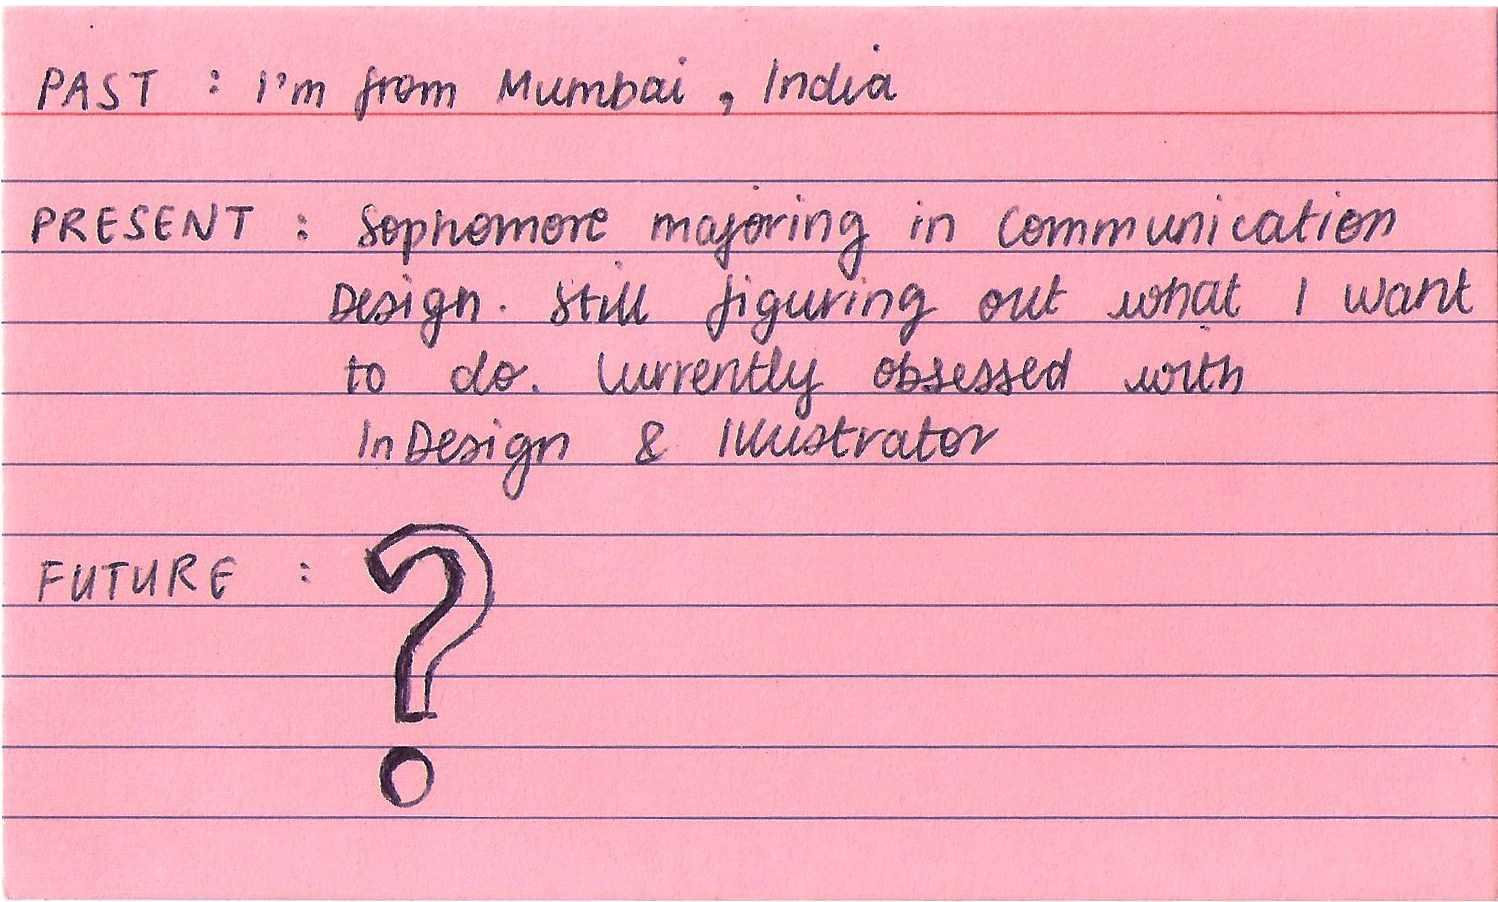 PAST : I'm from Mumbai, India
PRESENT : Sophomore majoring in Communication
Design. Still figuring out what I want
to do. Currently obsessed with
InDesign & Illustrator
FUTURE : ?